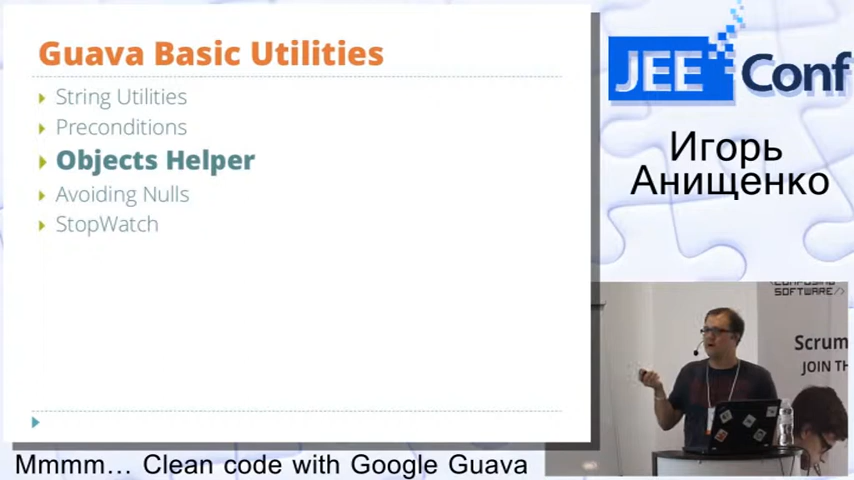 Guava Basic Utilities
String Utilities
Preconditions
Objects Helper
Avoiding Nulls
StopWatch
JEE Conf
Игорь
Анищенко
SOFTWARE/>
Scrum
JOIN TH
Mmmm... Clean code with Google Guava